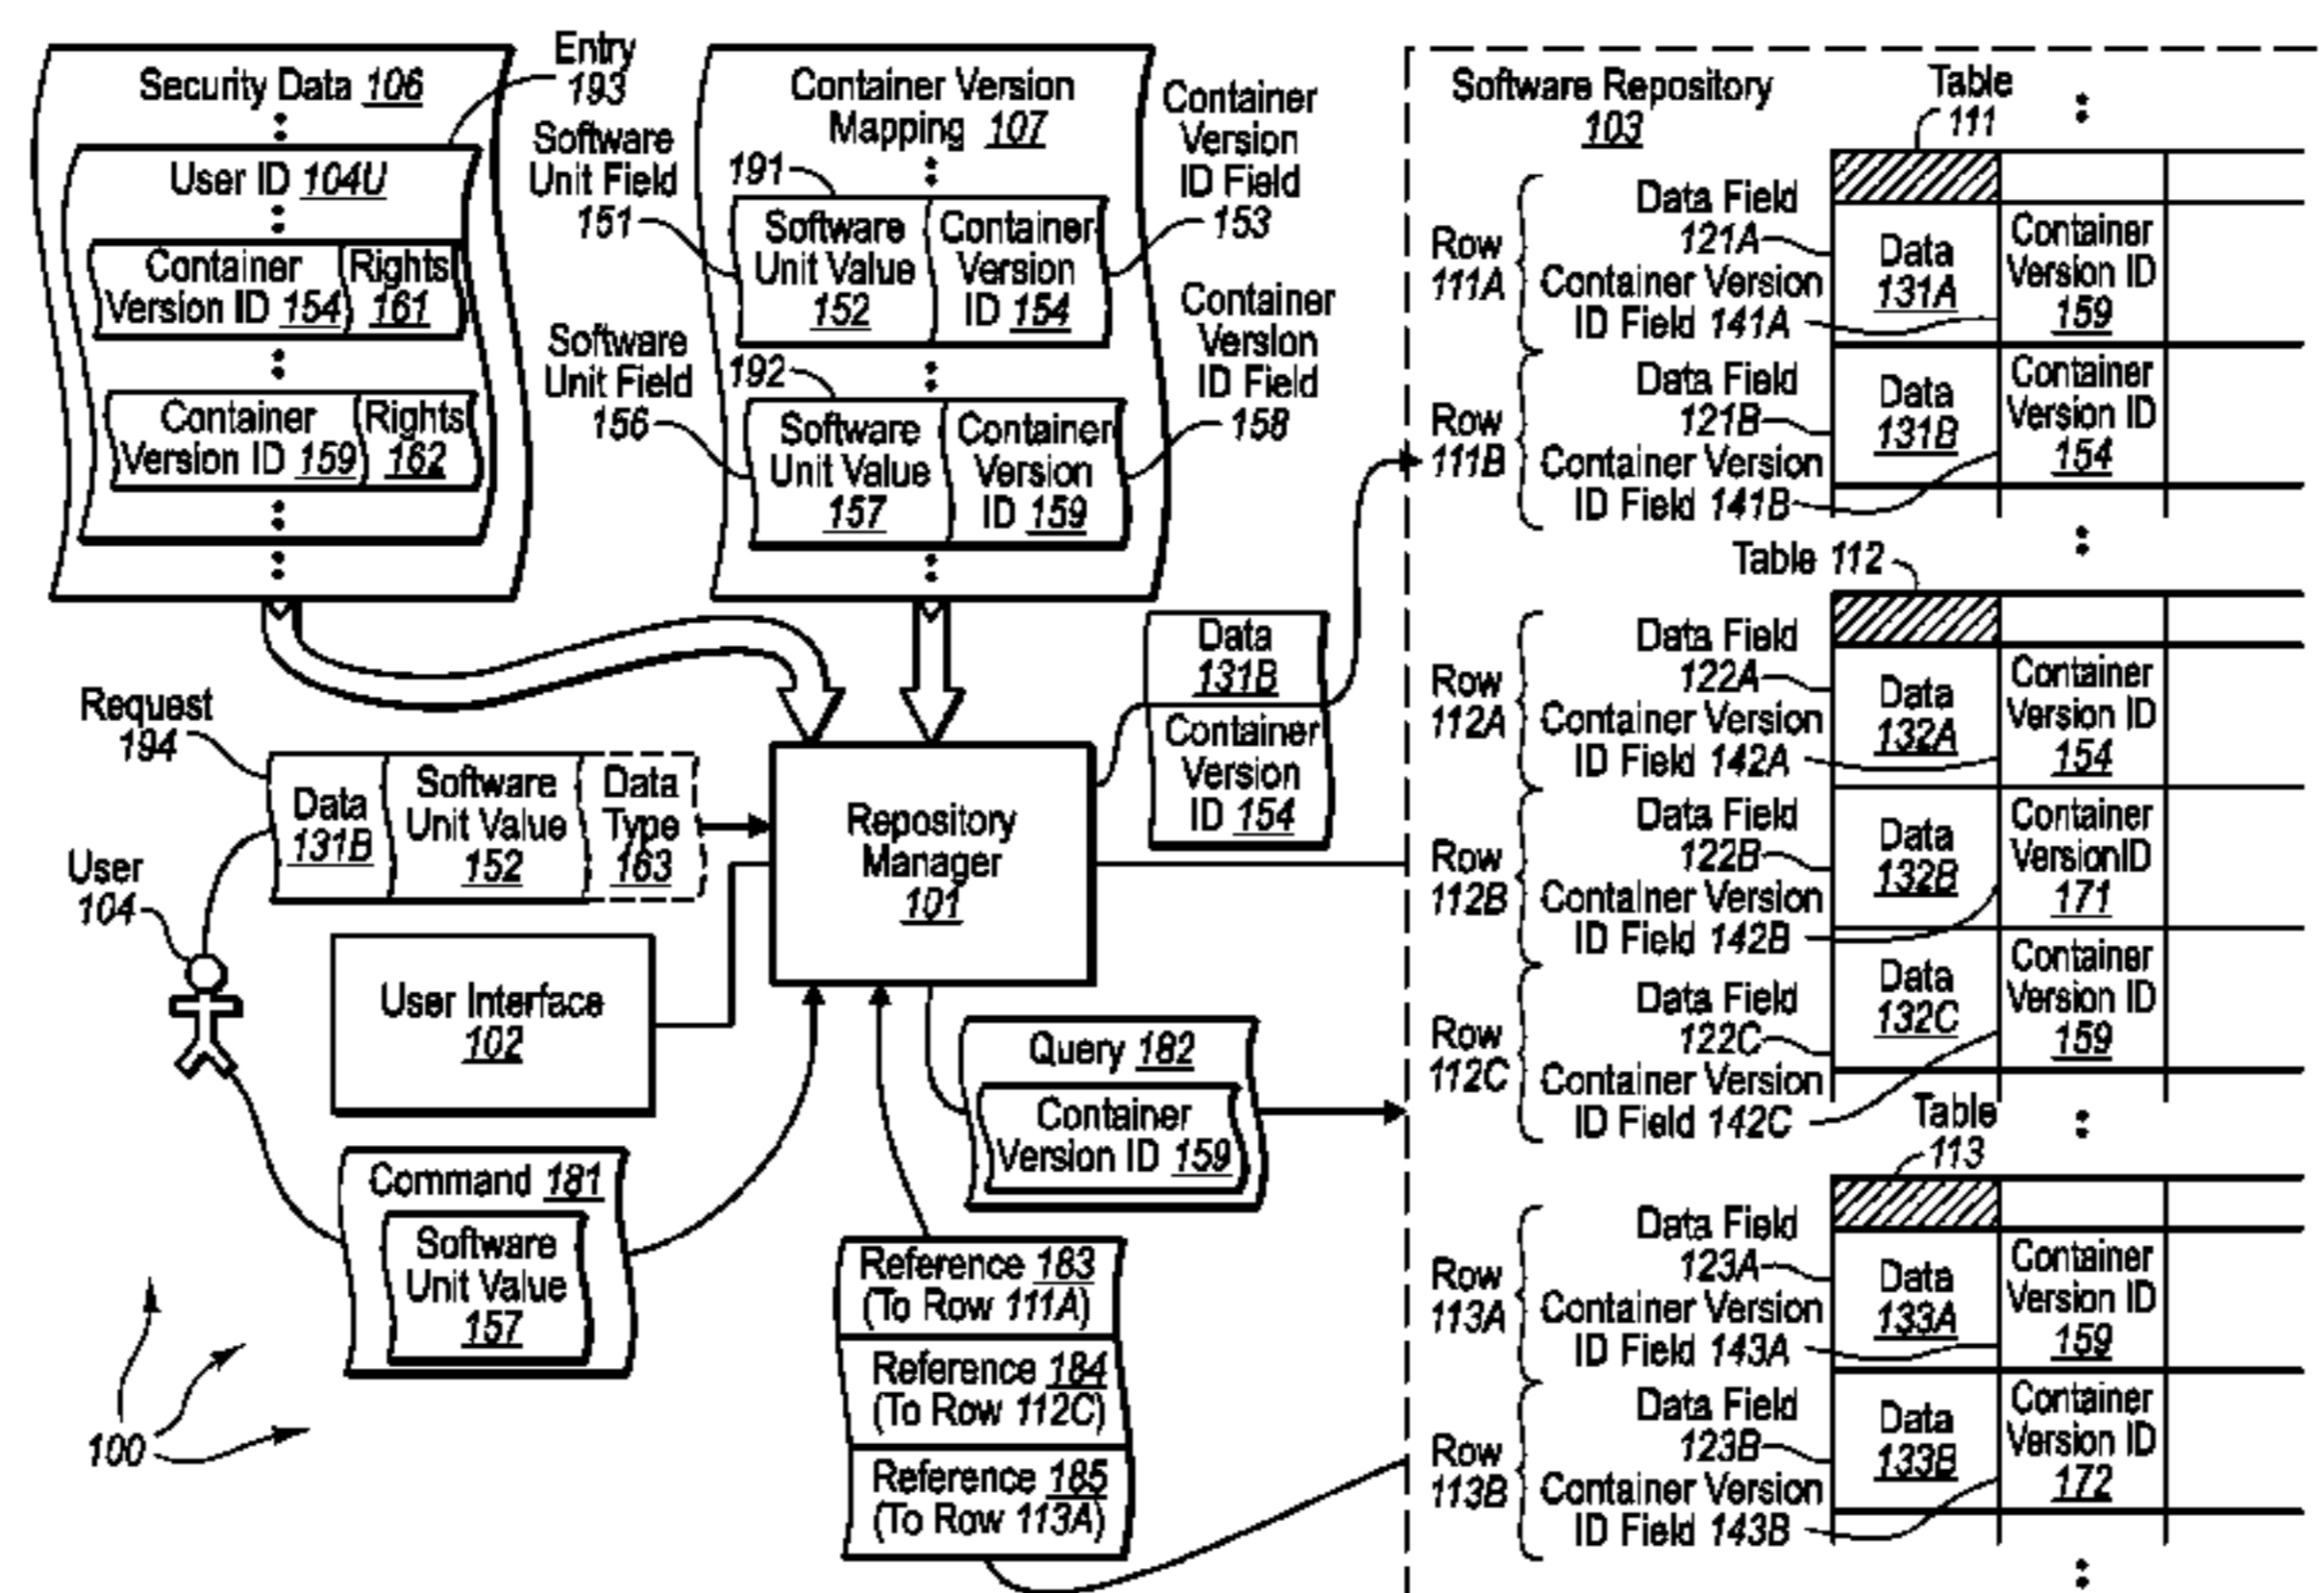 Security Data 106
Entry
193
User ID 104U
Container
Version ID 154
Rights
161
Container
Version ID 159
Rights
162
Container Version
Mapping 107
Software
Unit Field
151
191
Software
Unit Value
152
Container
Version
ID 154
Container
Version
ID Field
153
Software
Unit Field
156
192
Software
Unit Value
157
Container
Version
ID 159
Container
Version
ID Field
158
Request
194
Data
131B
Software
Unit Value
152
Data
Type
163
User
104
User Interface
102
Repository
Manager
101
Data
131B
Container
Version
ID 154
Command 181
Software
Unit Value
157
Query 182
Container
Version ID 159
Reference 183
(To Row 111A)
Reference 184
(To Row 112C)
Reference 185
(To Row 113A)
100
Software Repository
103
Table
111
Row
111A
Data Field
121A
Container Version
ID Field 141A
Data
131A
Container
Version ID
159
Row
111B
Data Field
121B
Container Version
ID Field 141B
Data
131B
Container
Version ID
154
Table 112
Row
112A
Data Field
122A
Container Version
ID Field 142A
Data
132A
Container
Version ID
154
Row
112B
Data Field
122B
Container Version
ID Field 142B
Data
132B
Container
VersionID
171
Row
112C
Data Field
122C
Container Version
ID Field 142C
Data
132C
Container
Version ID
159
Table
113
Row
113A
Data Field
123A
Container Version
ID Field 143A
Data
133A
Container
Version ID
159
Row
113B
Data Field
123B
Container Version
ID Field 143B
Data
133B
Container
Version ID
172